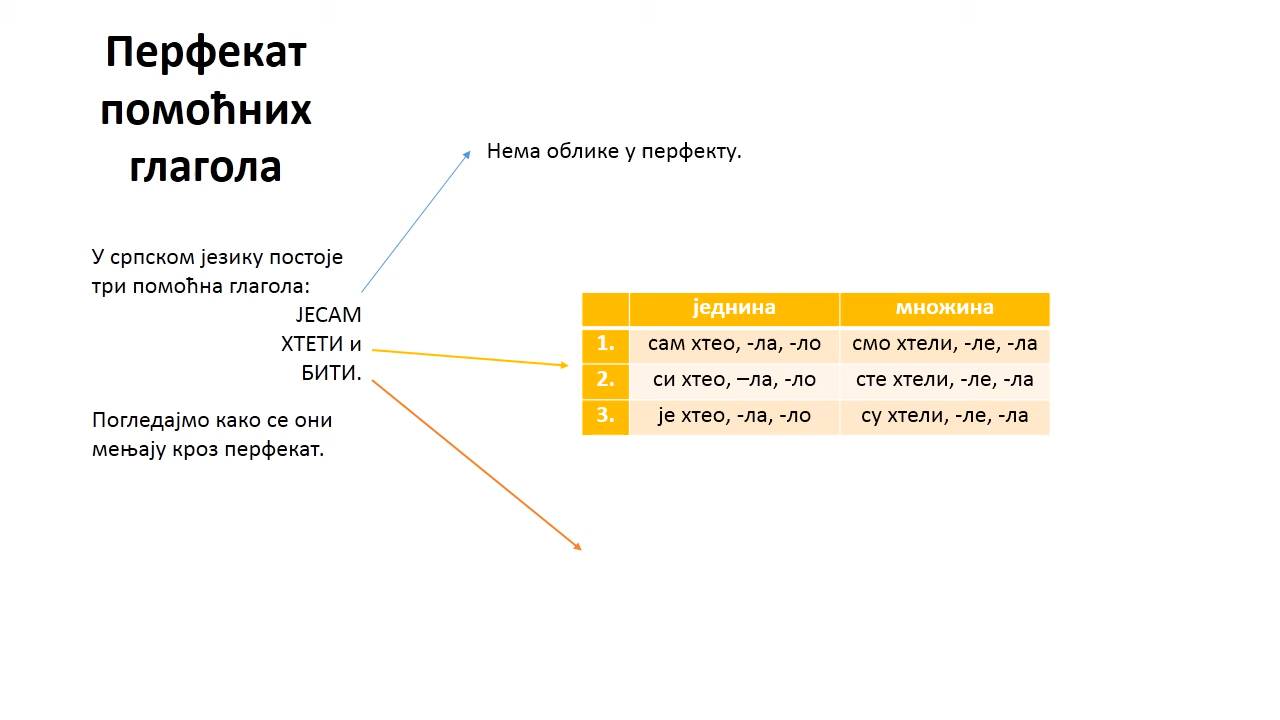 Перфекат
помоћних
глагола
У српском језику постоје
три помоћна глагола:
ЈЕСАМ
ХТЕТИ и
БИТИ.
Погледајмо како се они
мењају кроз перфекат.
Нема облике у перфекту.
једнина множина
1. сам хтео, -ла, -ло смо хтели, -ле, -ла
2. си хтео, –ла, -ло сте хтели, -ле, -ла
3. је хтео, -ла, -ло су хтели, -ле, -ла